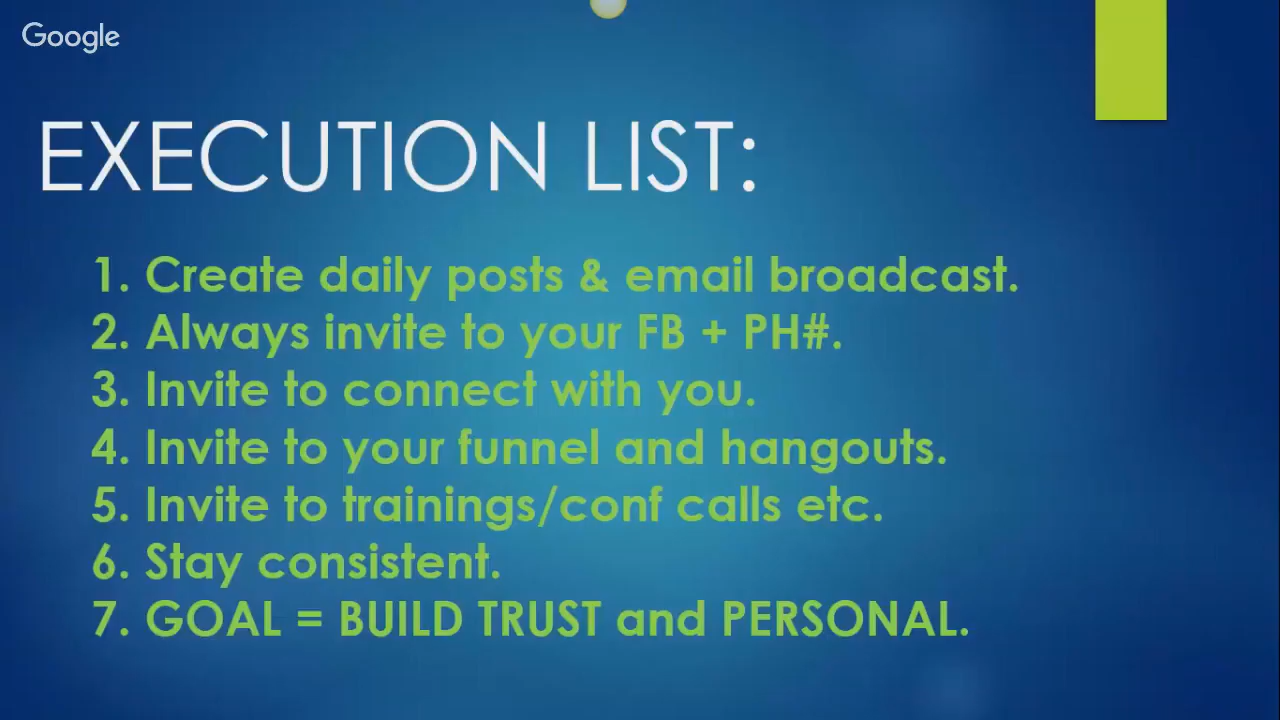 Google
EXECUTION LIST:
1. Create daily posts & email broadcast.
2. Always invite to your FB + PH#.
3. Invite to connect with you.
4. Invite to your funnel and hangouts.
5. Invite to trainings/conf calls etc.
6. Stay consistent.
7. GOAL = BUILD TRUST and PERSONAL.